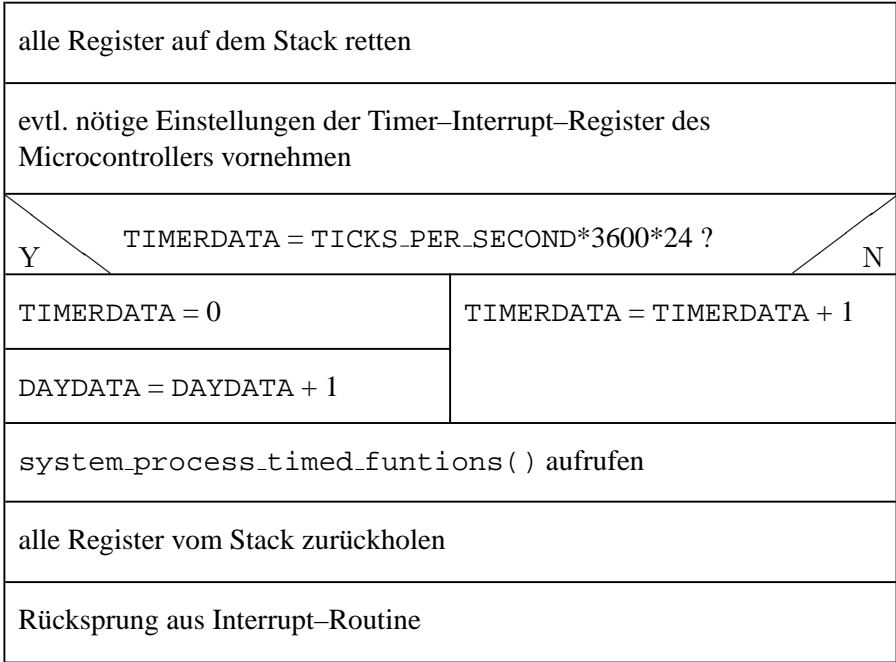 alle Register auf dem Stack retten
evtl. nötige Einstellungen der Timer–Interrupt–Register des
Microcontrollers vornehmen
TIMERDATA = TICKS_PER_SECOND*3600*24 ?
Y
N
TIMERDATA = 0
TIMERDATA = TIMERDATA + 1
DAYDATA = DAYDATA + 1
system_process_timed_funtions() aufrufen
alle Register vom Stack zurückholen
Rücksprung aus Interrupt–Routine